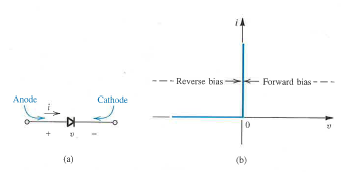 i
Reverse bias
Forward bias
Anode
Cathode
i
+ v −
0
v
(a)
(b)